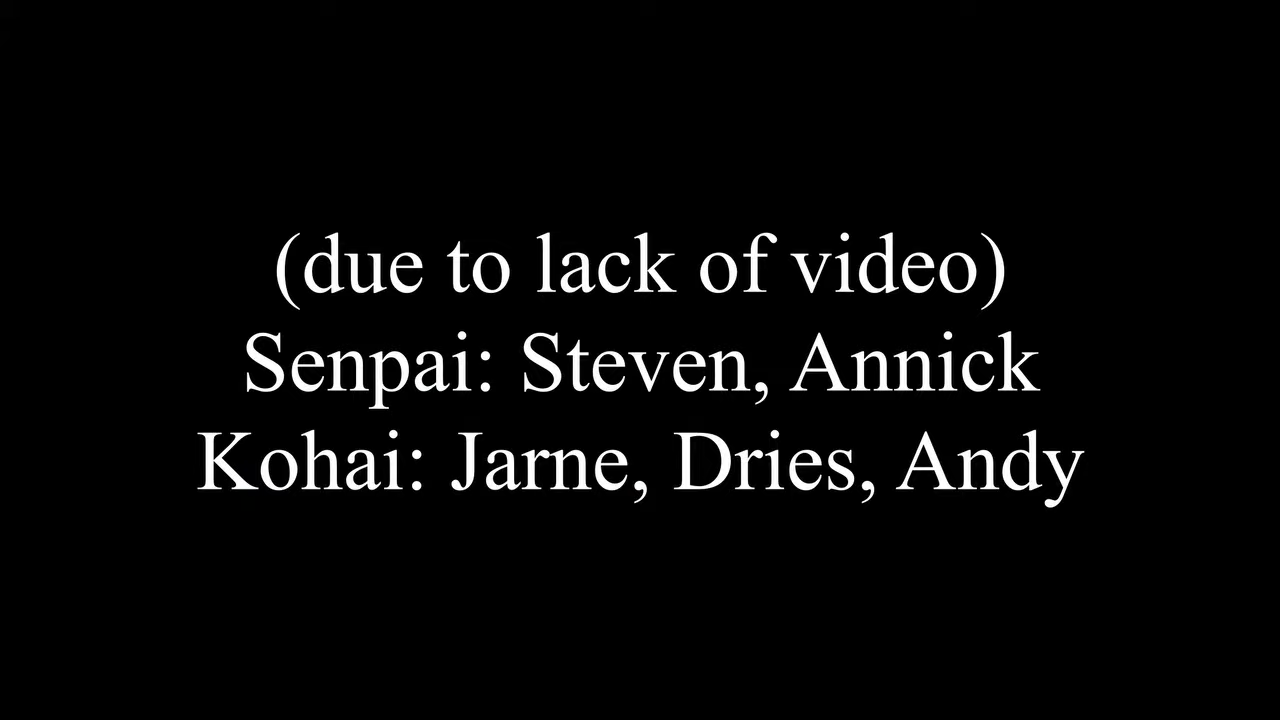 (due to lack of video)
Senpai: Steven, Annick
Kohai: Jarne, Dries, Andy